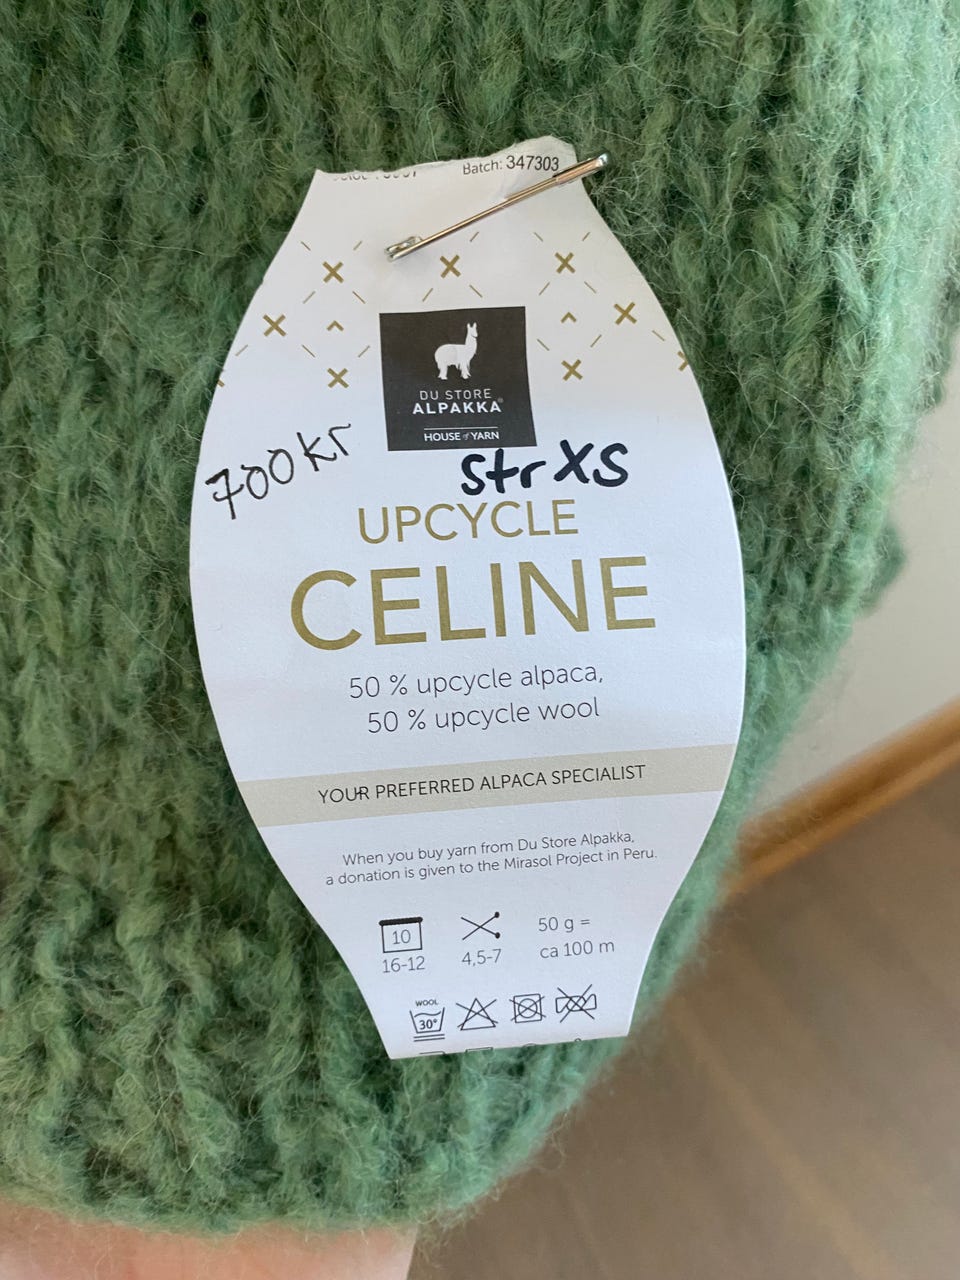 Batch: 347303
DU STORE
ALPAKKA®
HOUSE of YARN
700 kr
Str XS
UPCYCLE
CELINE
50 % upcycle alpaca,
50 % upcycle wool
YOUR PREFERRED ALPACA SPECIALIST
When you buy yarn from Du Store Alpakka,
a donation is given to the Mirasol Project in Peru.
10
16-12
4,5-7
50 g =
ca 100 m
WOOL
30°